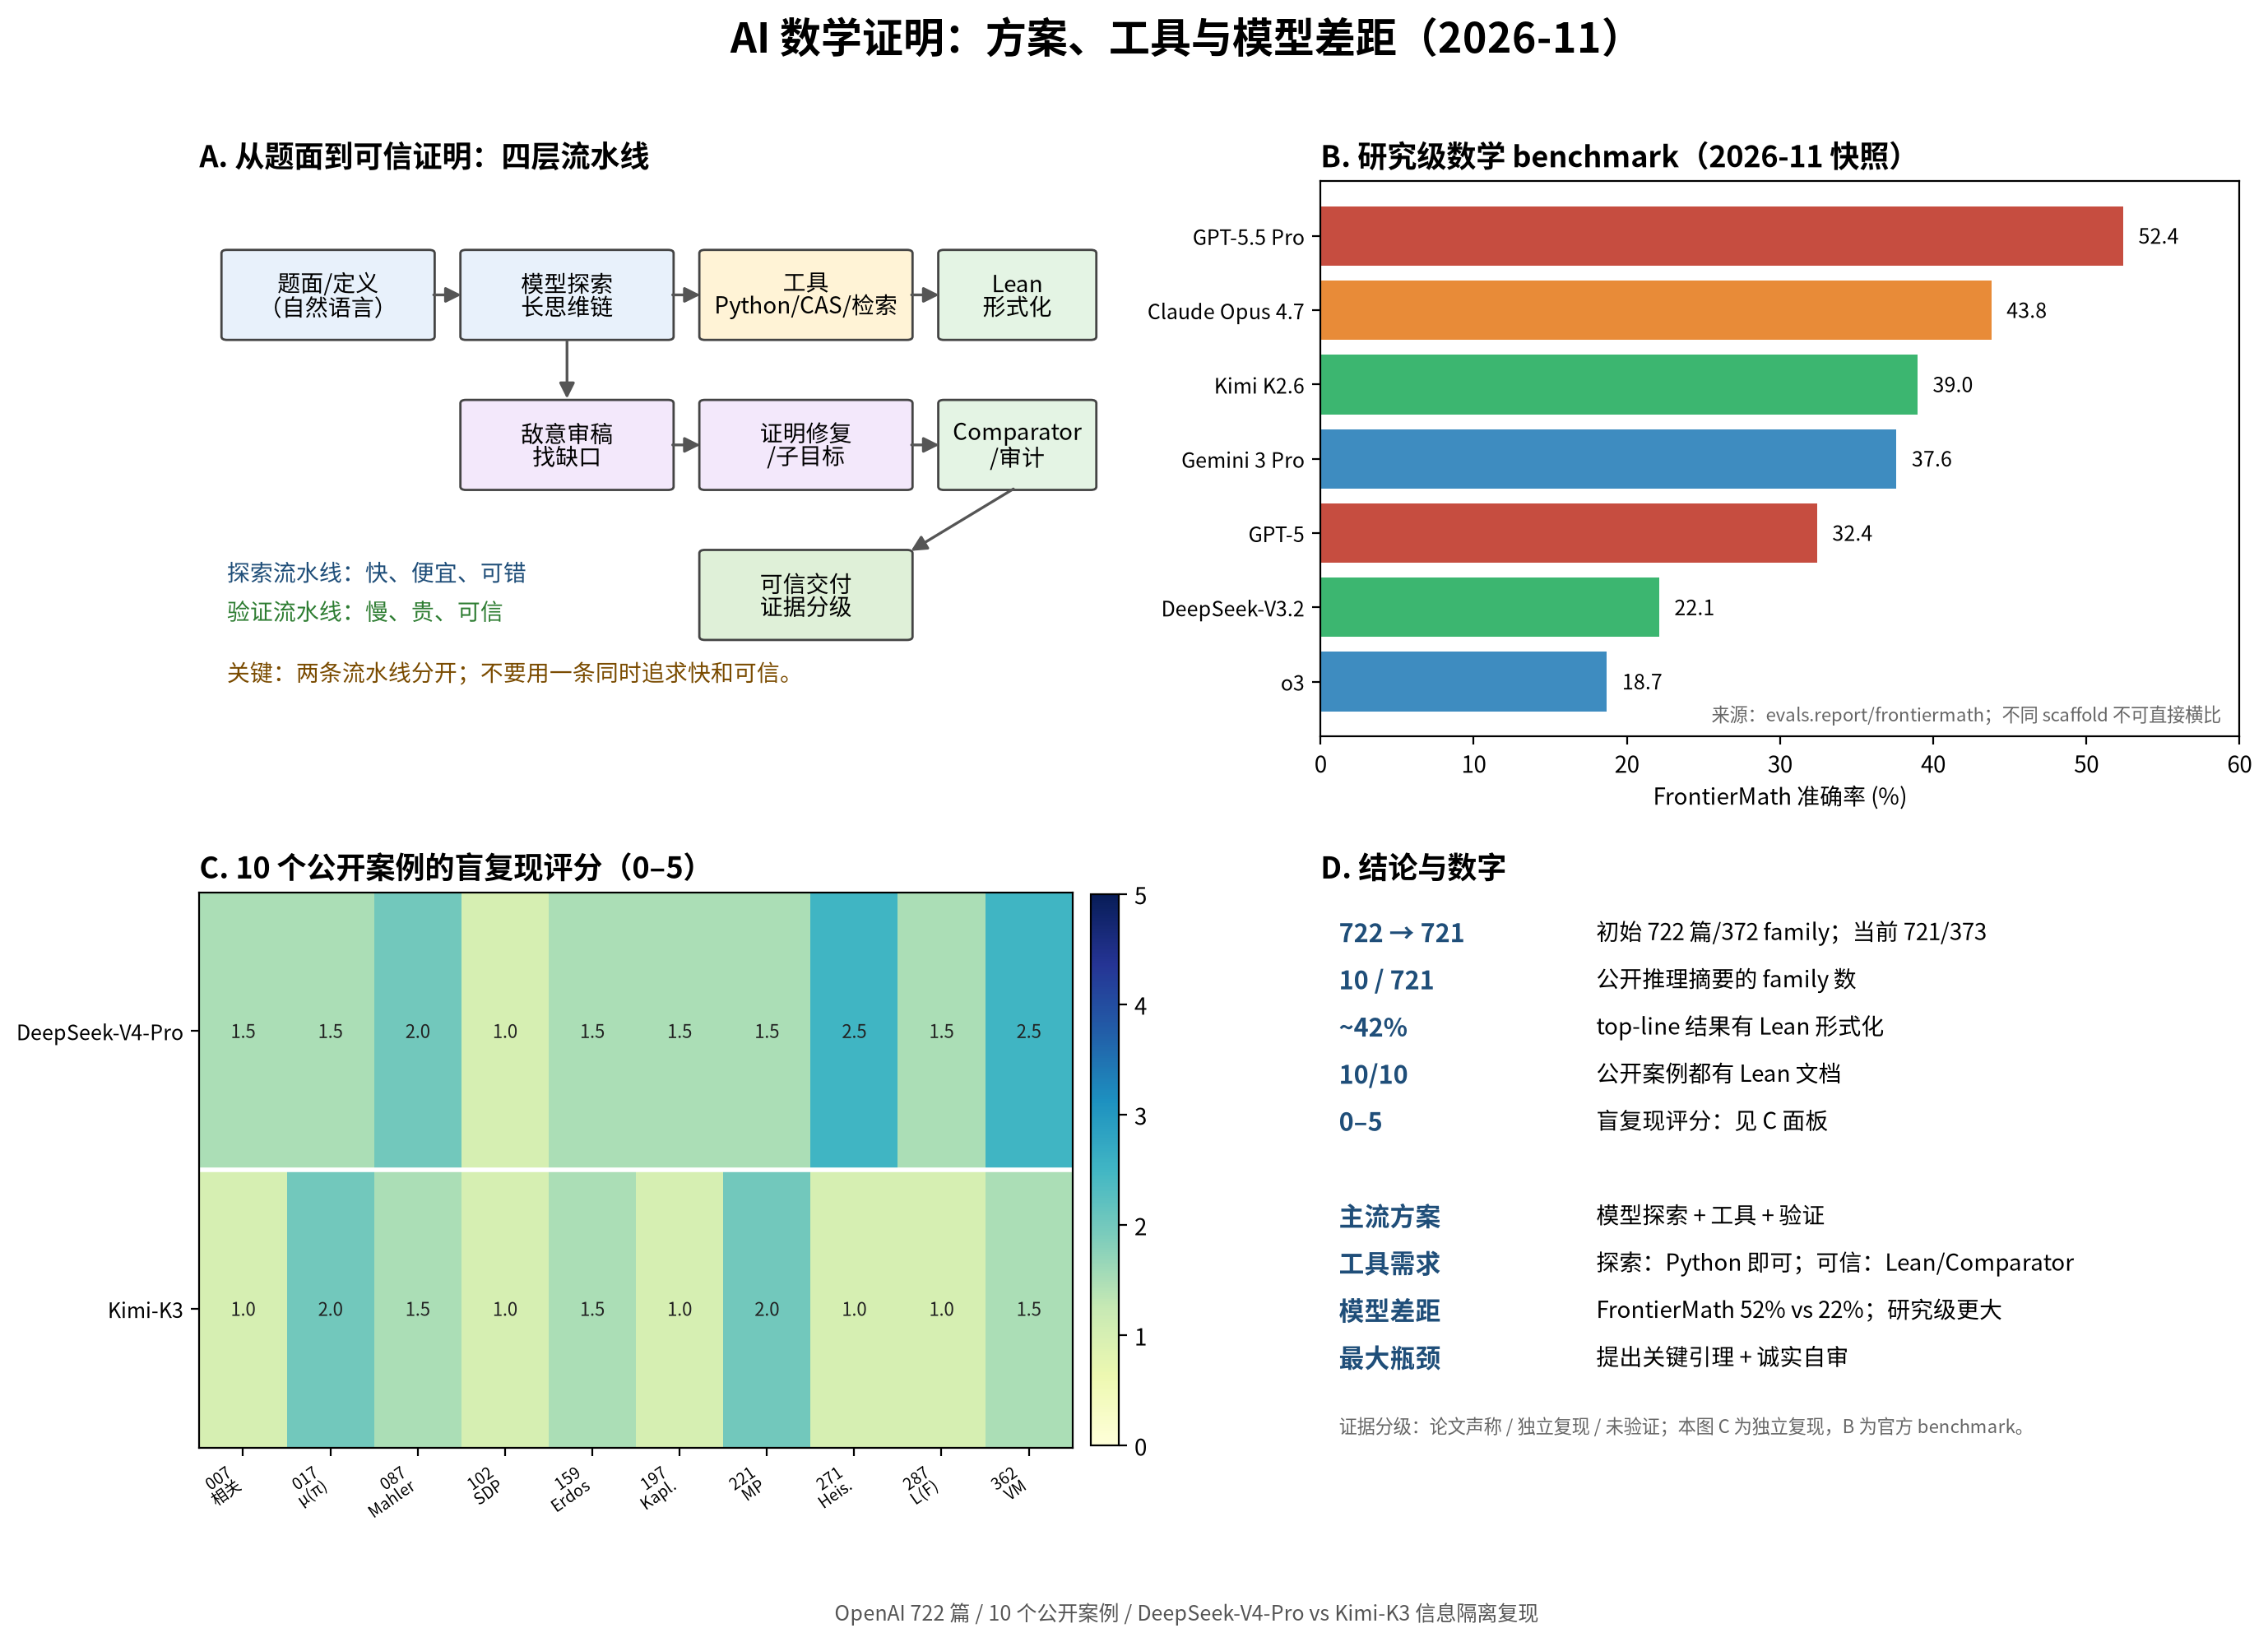 AI 数学证明：方案、工具与模型差距（2026-11）
A. 从题面到可信证明：四层流水线
题面/定义
（自然语言）
模型探索
长思维链
工具
Python/CAS/检索
Lean
形式化
敌意审稿
找缺口
证明修复
/子目标
Comparator
/审计
可信交付
证据分级
探索流水线：快、便宜、可错
验证流水线：慢、贵、可信
关键：两条流水线分开；不要用一条同时追求快和可信。
B. 研究级数学 benchmark（2026-11 快照）
GPT-5.5 Pro
52.4
Claude Opus 4.7
43.8
Kimi K2.6
39.0
Gemini 3 Pro
37.6
GPT-5
32.4
DeepSeek-V3.2
22.1
o3
18.7
来源：evals.report/frontiermath；不同 scaffold 不可直接横比
0 10 20 30 40 50 60
FrontierMath 准确率 (%)
C. 10 个公开案例的盲复现评分（0–5）
DeepSeek-V4-Pro
1.5 1.5 2.0 1.0 1.5 1.5 1.5 2.5 1.5 2.5
Kimi-K3
1.0 2.0 1.5 1.0 1.5 1.0 2.0 1.0 1.0 1.5
007
相关
017
μ(π)
087
Mahler
102
SDP
159
Erdos
197
Kapl.
221
MP
271
Heis.
287
L(F)
362
VM
5
4
3
2
1
0
D. 结论与数字
722 → 721 初始 722 篇/372 family；当前 721/373
10 / 721 公开推理摘要的 family 数
~42% top-line 结果有 Lean 形式化
10/10 公开案例都有 Lean 文档
0–5 盲复现评分：见 C 面板
主流方案 模型探索 + 工具 + 验证
工具需求 探索：Python 即可；可信：Lean/Comparator
模型差距 FrontierMath 52% vs 22%；研究级更大
最大瓶颈 提出关键引理 + 诚实自审
证据分级：论文声称 / 独立复现 / 未验证；本图 C 为独立复现，B 为官方 benchmark。
OpenAI 722 篇 / 10 个公开案例 / DeepSeek-V4-Pro vs Kimi-K3 信息隔离复现